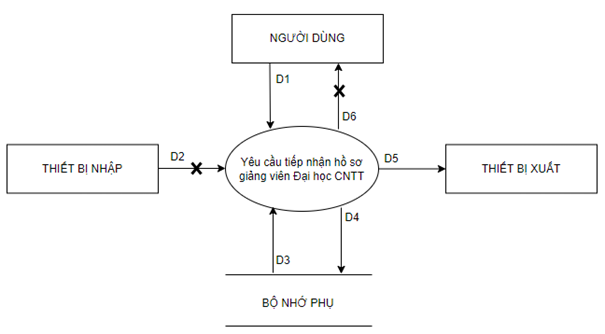 NGƯỜI DÙNG
D1
D6
THIẾT BỊ NHẬP
D2
Yêu cầu tiếp nhận hồ sơ
giảng viên Đại học CNTT
D5
THIẾT BỊ XUẤT
D4
D3
BỘ NHỚ PHỤ